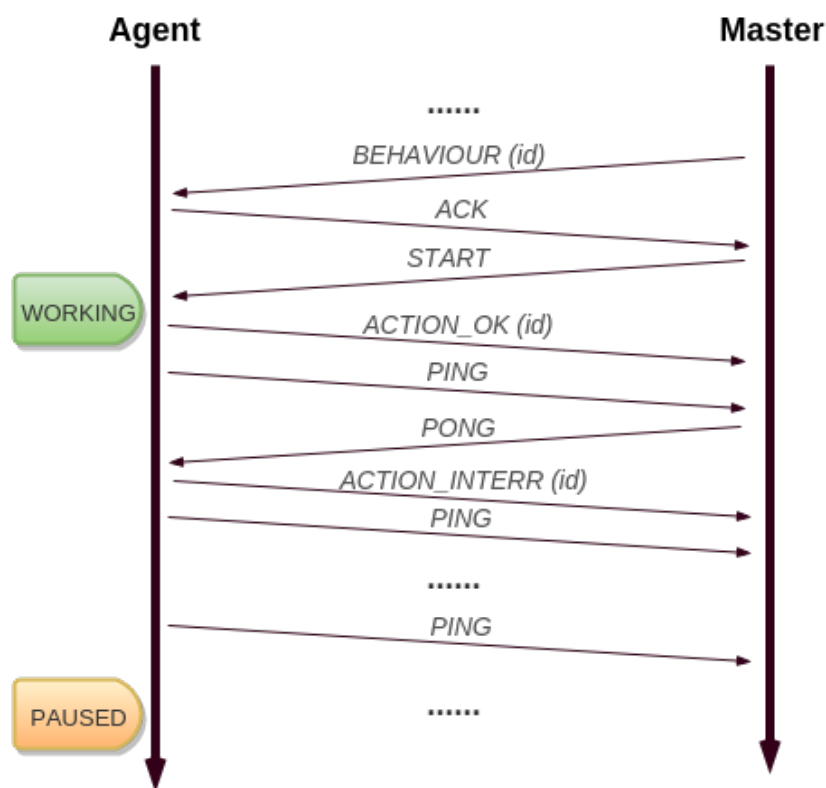 Agent
Master
......
BEHAVIOUR (id)
ACK
START
WORKING
ACTION_OK (id)
PING
PONG
ACTION_INTERR (id)
PING
......
PING
PAUSED
......